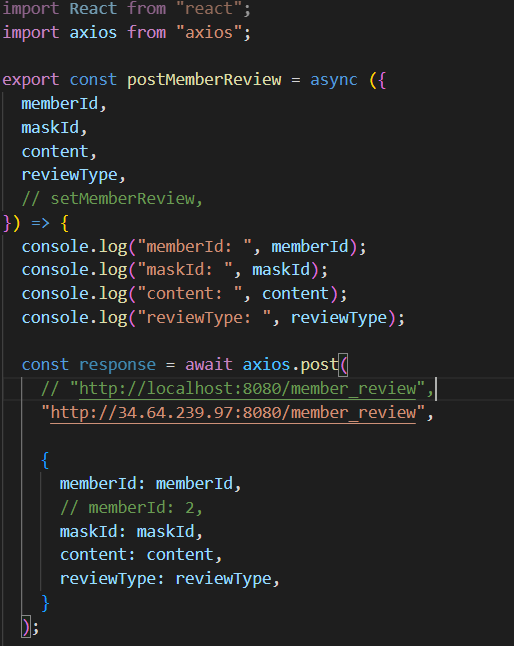 import React from "react";
import axios from "axios";
export const postMemberReview = async ({
memberId,
maskId,
content,
reviewType,
// setMemberReview,
}) => {
console.log("memberId: ", memberId);
console.log("maskId: ", maskId);
console.log("content: ", content);
console.log("reviewType: ", reviewType);
const response = await axios.post(
// "http://localhost:8080/member_review",
"http://34.64.239.97:8080/member_review",
{
memberId: memberId,
// memberId: 2,
maskId: maskId,
content: content,
reviewType: reviewType,
}
);